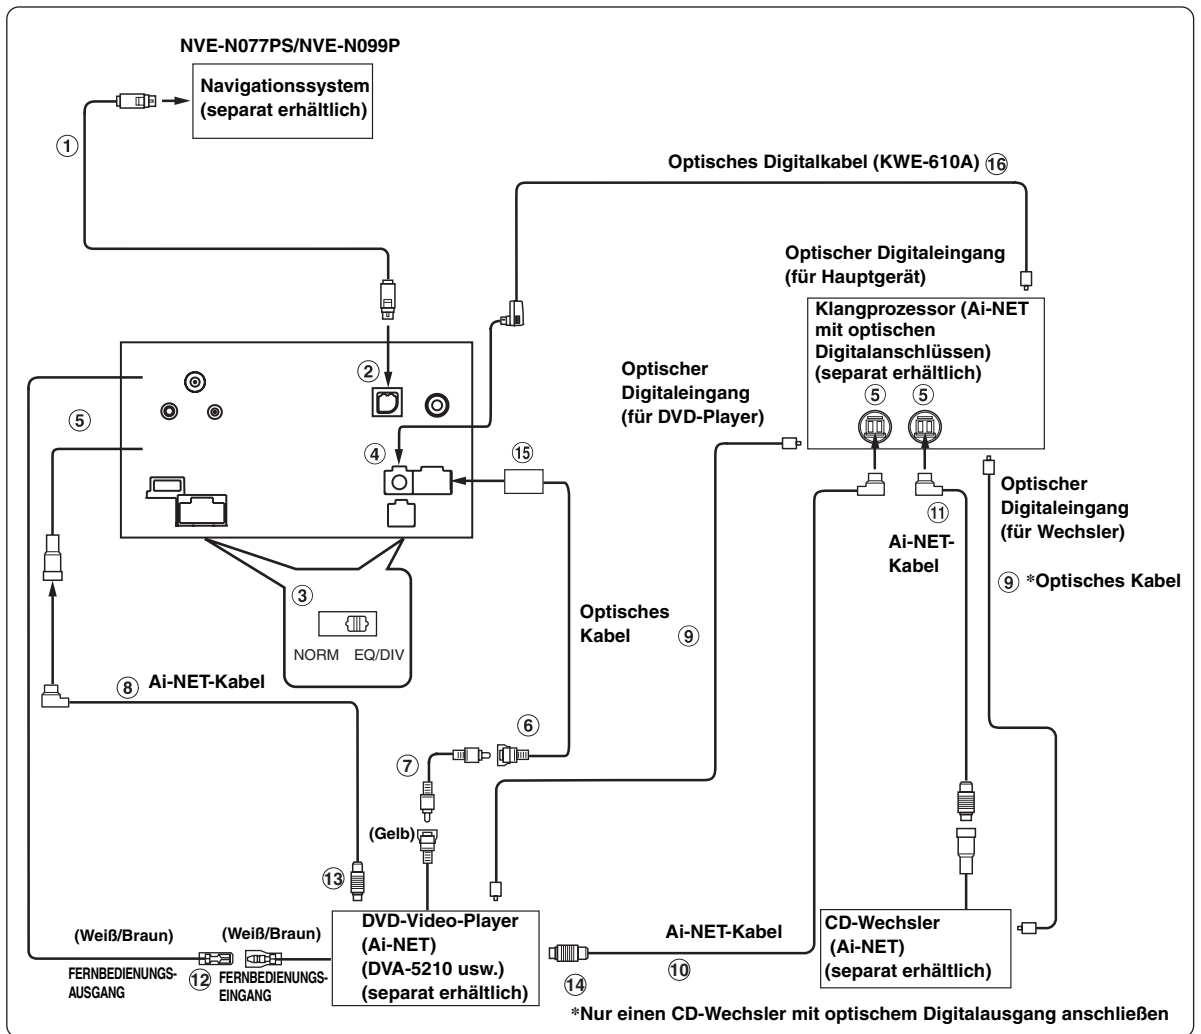 NVE-N077PS/NVE-N099P
Navigationssystem
(separat erhältlich)
①
Optisches Digitalkabel (KWE-610A) ⑯
Optischer Digitaleingang
(für Hauptgerät)
Klangprozessor (Ai-NET
mit optischen
Digitalanschlüssen)
(separat erhältlich)
⑤ ⑤
②
Optischer
Digitaleingang
(für DVD-Player)
⑤
④
⑮
Optischer
Digitaleingang
(für Wechsler)
⑪
Ai-NET-
Kabel
⑨ *Optisches Kabel
③
NORM EQ/DIV
Optisches
Kabel
⑨
⑧ Ai-NET-Kabel
⑥
⑦
(Gelb)
⑬
DVD-Video-Player
(Ai-NET)
(DVA-5210 usw.)
(separat erhältlich)
Ai-NET-Kabel
⑭
⑩
CD-Wechsler
(Ai-NET)
(separat erhältlich)
(Weiß/Braun)
(Weiß/Braun)
FERNBEDIENUNGS-
AUSGANG
⑫
FERNBEDIENUNGS-
EINGANG
*Nur einen CD-Wechsler mit optischem Digitalausgang anschließen